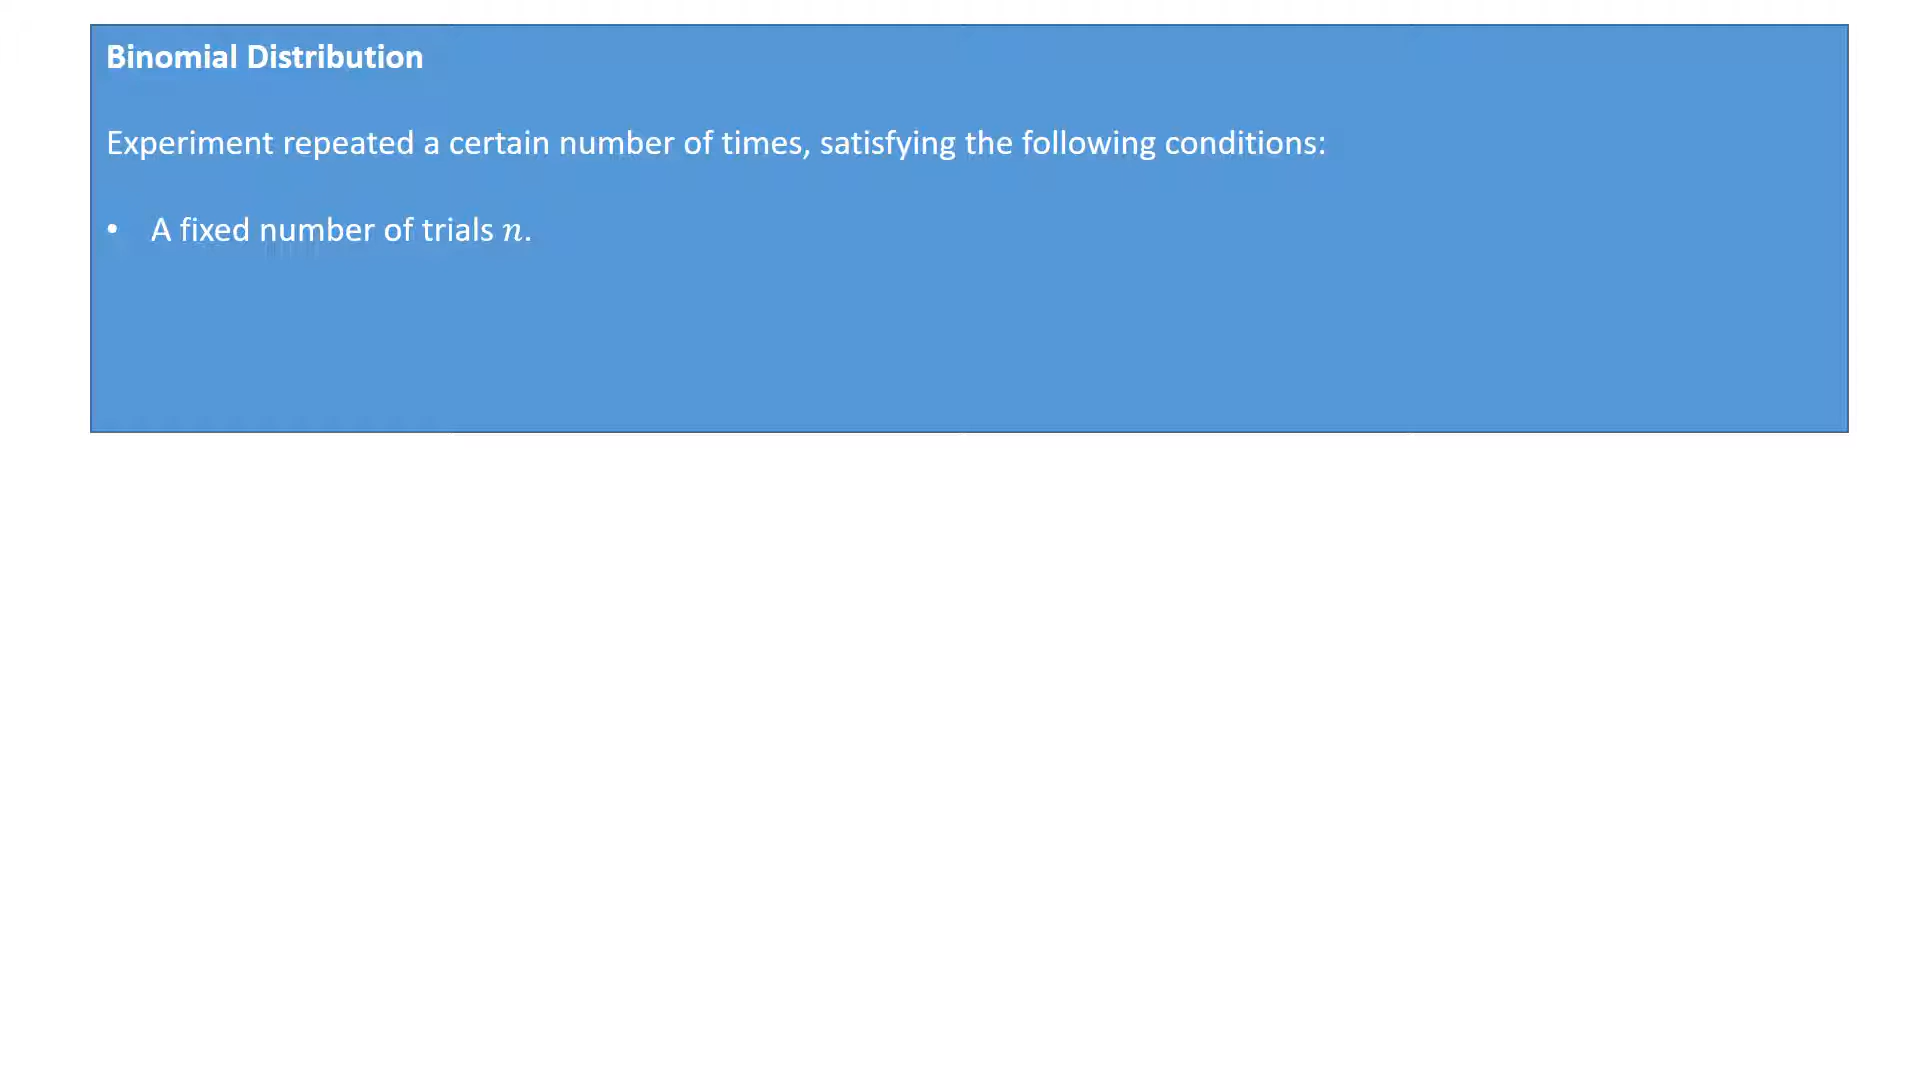 Binomial Distribution
Experiment repeated a certain number of times, satisfying the following conditions:
• A fixed number of trials n.